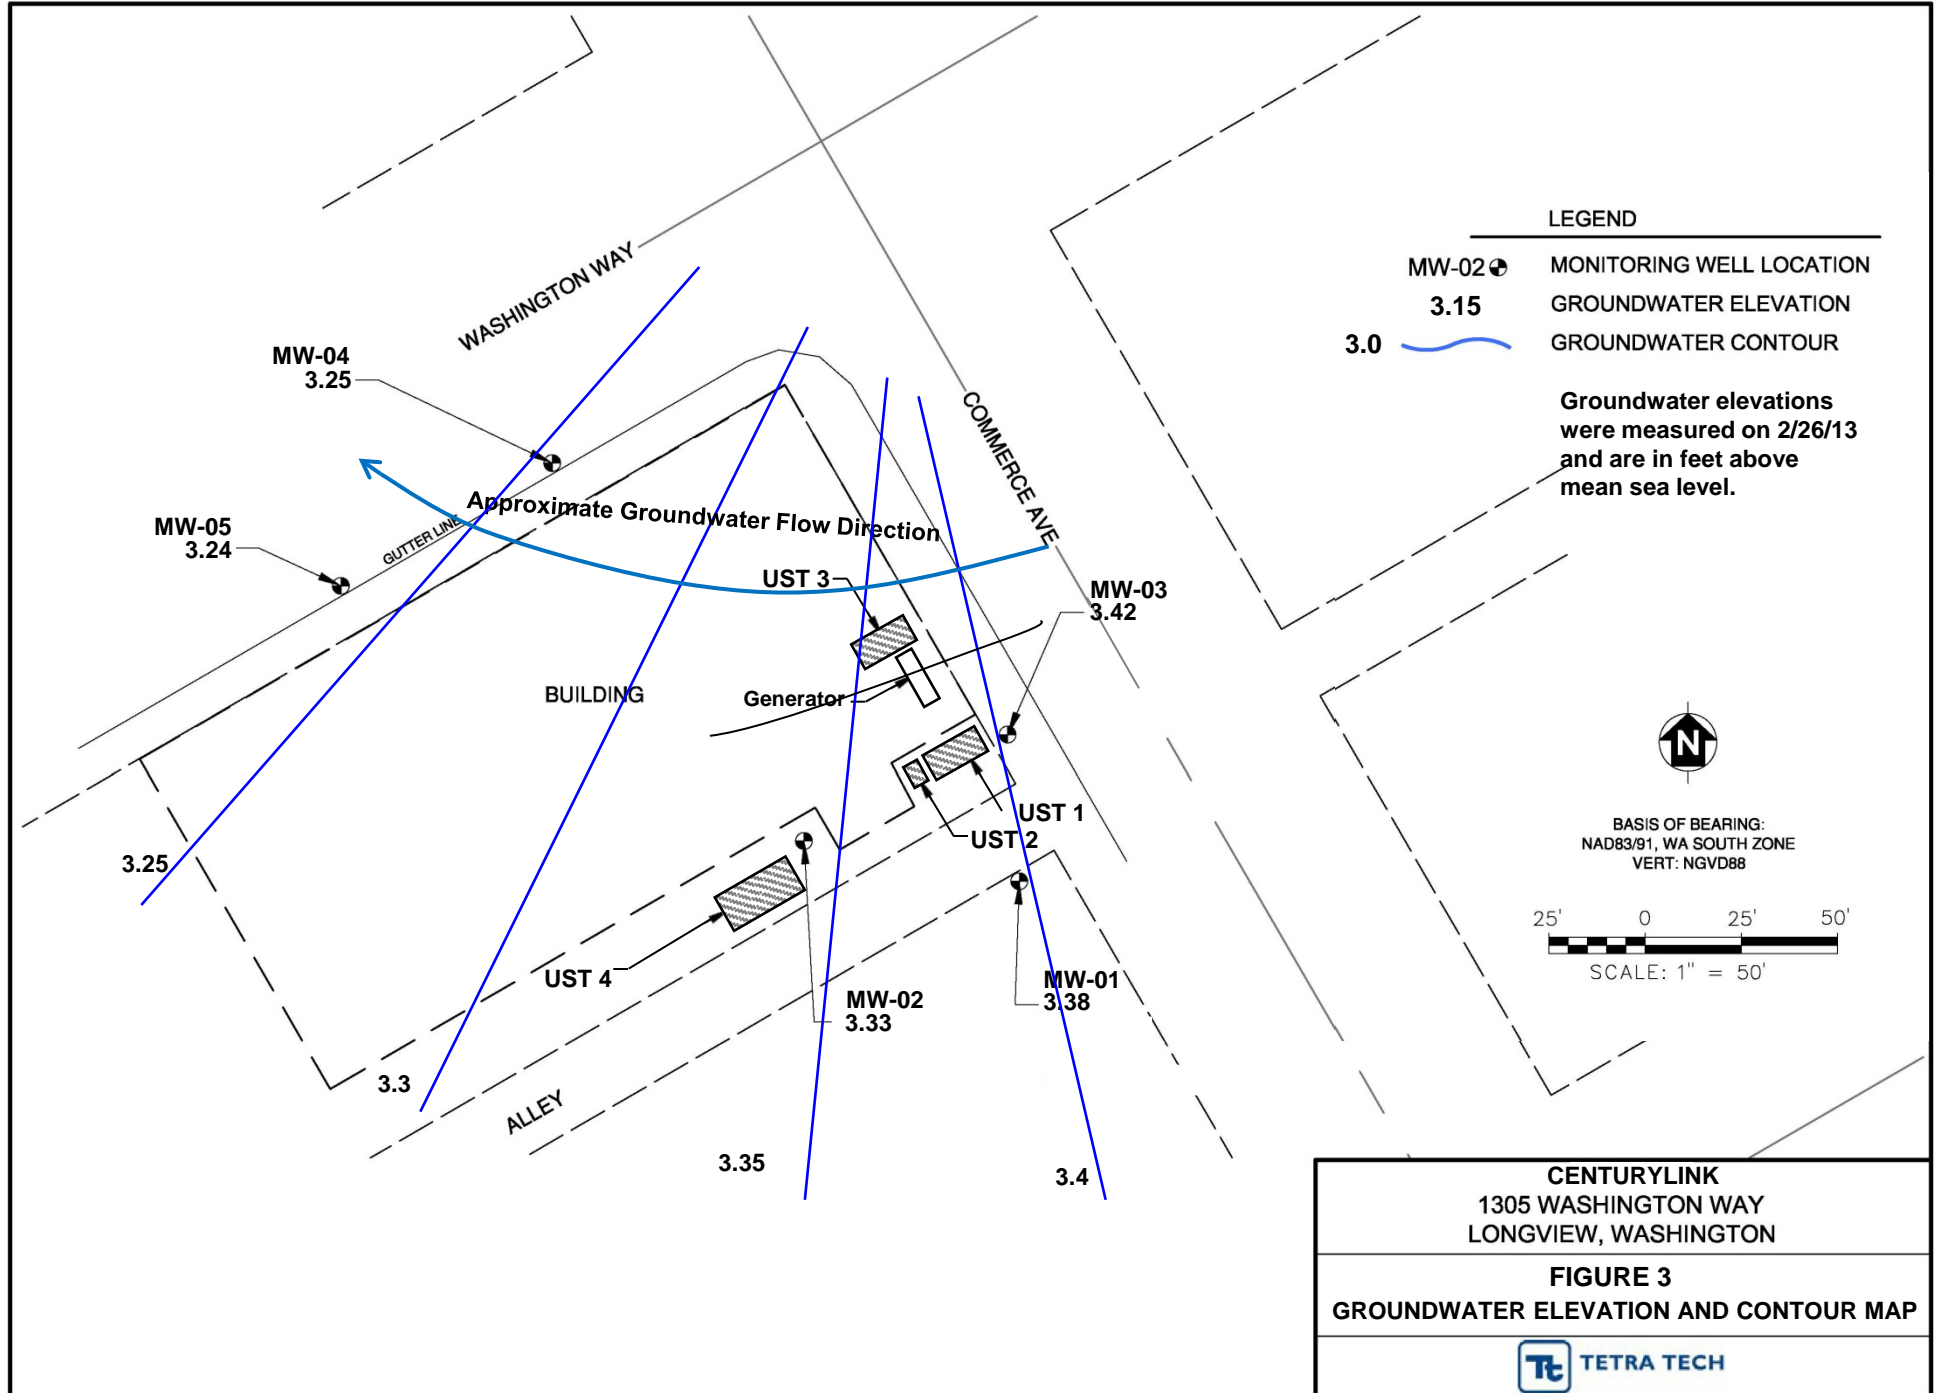 WASHINGTON WAY
COMMERCE AVE
LEGEND
MW-02 MONITORING WELL LOCATION
3.15 GROUNDWATER ELEVATION
3.0 GROUNDWATER CONTOUR
Groundwater elevations
were measured on 2/26/13
and are in feet above
mean sea level.
MW-04
3.25
MW-05
3.24
GUTTER LINE
Approximate Groundwater Flow Direction
UST 3
MW-03
3.42
BUILDING
Generator
UST 1
UST 2
3.25
UST 4
MW-02
3.33
MW-01
3.38
3.3
ALLEY
3.35
3.4
N
BASIS OF BEARING:
NAD83/91, WA SOUTH ZONE
VERT: NGVD88
25' 0 25' 50'
SCALE: 1" = 50'
CENTURYLINK
1305 WASHINGTON WAY
LONGVIEW, WASHINGTON
FIGURE 3
GROUNDWATER ELEVATION AND CONTOUR MAP
Tt TETRA TECH